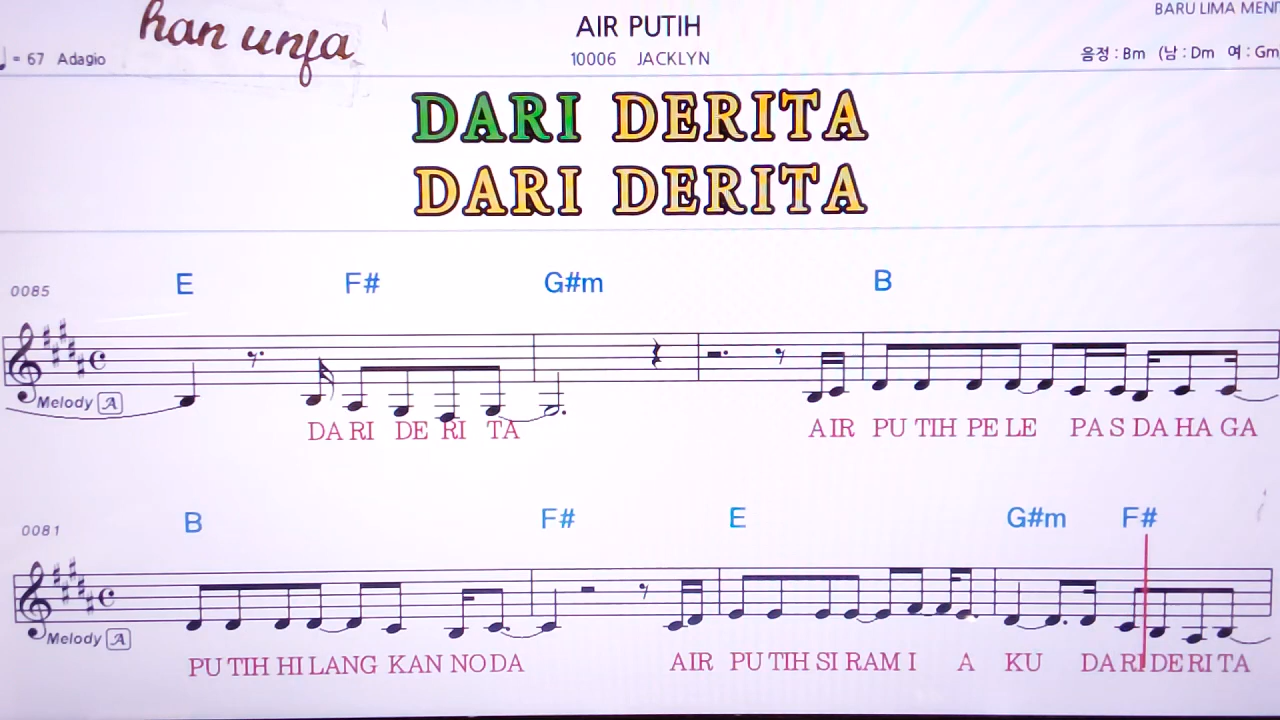 han unfa
AIR PUTIH
BARU LIMA MENI
= 67 Adagio
10006 JACKLYN
음정 : Bm (남 : Dm 여 : Gm
DARI DERITA
DARI DERITA
E F# G#m B
0085
Melody A
DA RI DE RI TA AIR PU TIH PE LE PA S DA HA GA
B F# E G#m F#
0081
Melody A
PU TIH HI LANG KAN NO DA AIR PU TIH SI RAM I A KU DA RI DE RI TA